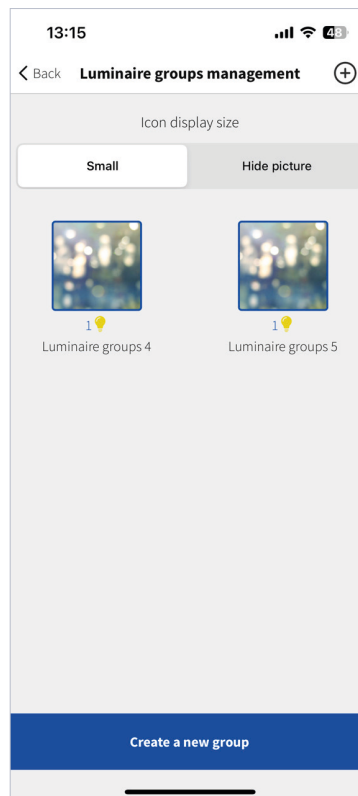 13:15 48
Back Luminaire groups management
Icon display size
Small Hide picture
1 1
Luminaire groups 4 Luminaire groups 5
Create a new group